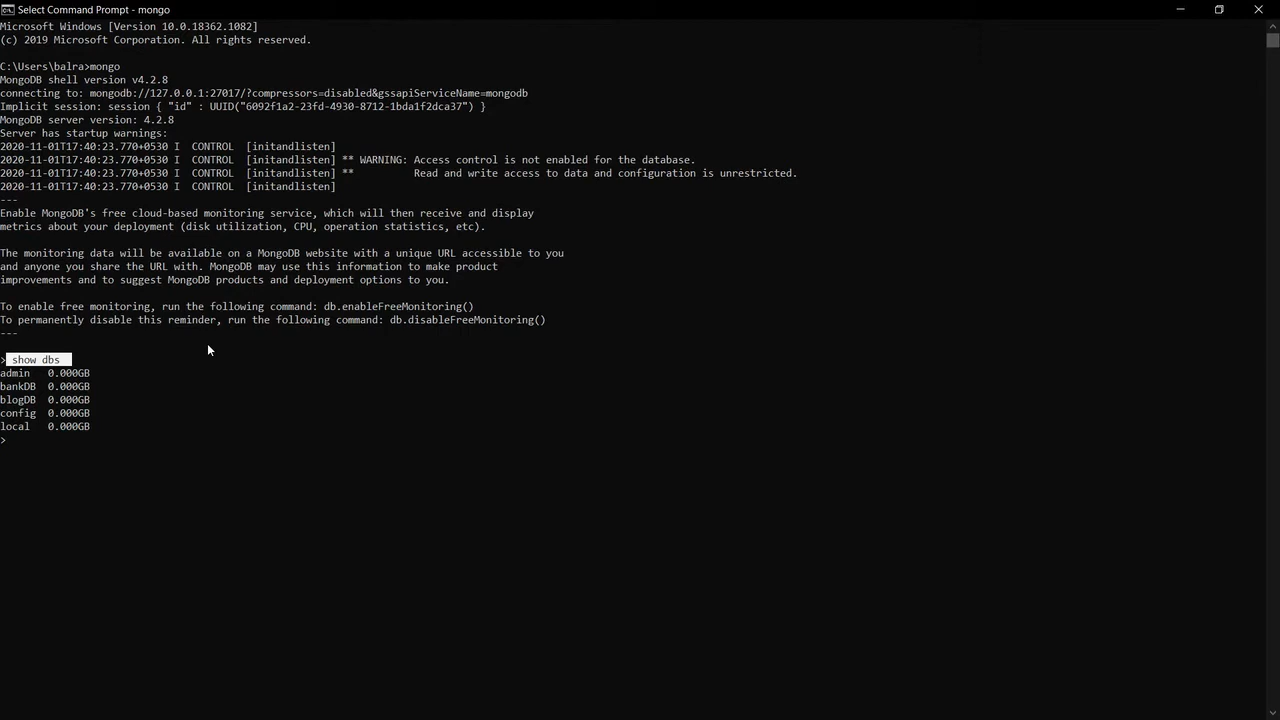 Select Command Prompt - mongo
Microsoft Windows [Version 10.0.18362.1082]
(c) 2019 Microsoft Corporation. All rights reserved.
C:\Users\balra>mongo
MongoDB shell version v4.2.8
connecting to: mongodb://127.0.0.1:27017/?compressors=disabled&gssapiServiceName=mongodb
Implicit session: session { "id" : UUID("6092f1a2-23fd-4930-8712-1bda1f2dca37") }
MongoDB server version: 4.2.8
Server has startup warnings:
2020-11-01T17:40:23.770+0530 I  CONTROL  [initandlisten]
2020-11-01T17:40:23.770+0530 I  CONTROL  [initandlisten] ** WARNING: Access control is not enabled for the database.
2020-11-01T17:40:23.770+0530 I  CONTROL  [initandlisten] **          Read and write access to data and configuration is unrestricted.
2020-11-01T17:40:23.770+0530 I  CONTROL  [initandlisten]
---
Enable MongoDB's free cloud-based monitoring service, which will then receive and display
metrics about your deployment (disk utilization, CPU, operation statistics, etc).
The monitoring data will be available on a MongoDB website with a unique URL accessible to you
and anyone you share the URL with. MongoDB may use this information to make product
improvements and to suggest MongoDB products and deployment options to you.
To enable free monitoring, run the following command: db.enableFreeMonitoring()
To permanently disable this reminder, run the following command: db.disableFreeMonitoring()
---
> show dbs
admin   0.000GB
bankDB  0.000GB
blogDB  0.000GB
config  0.000GB
local   0.000GB
>